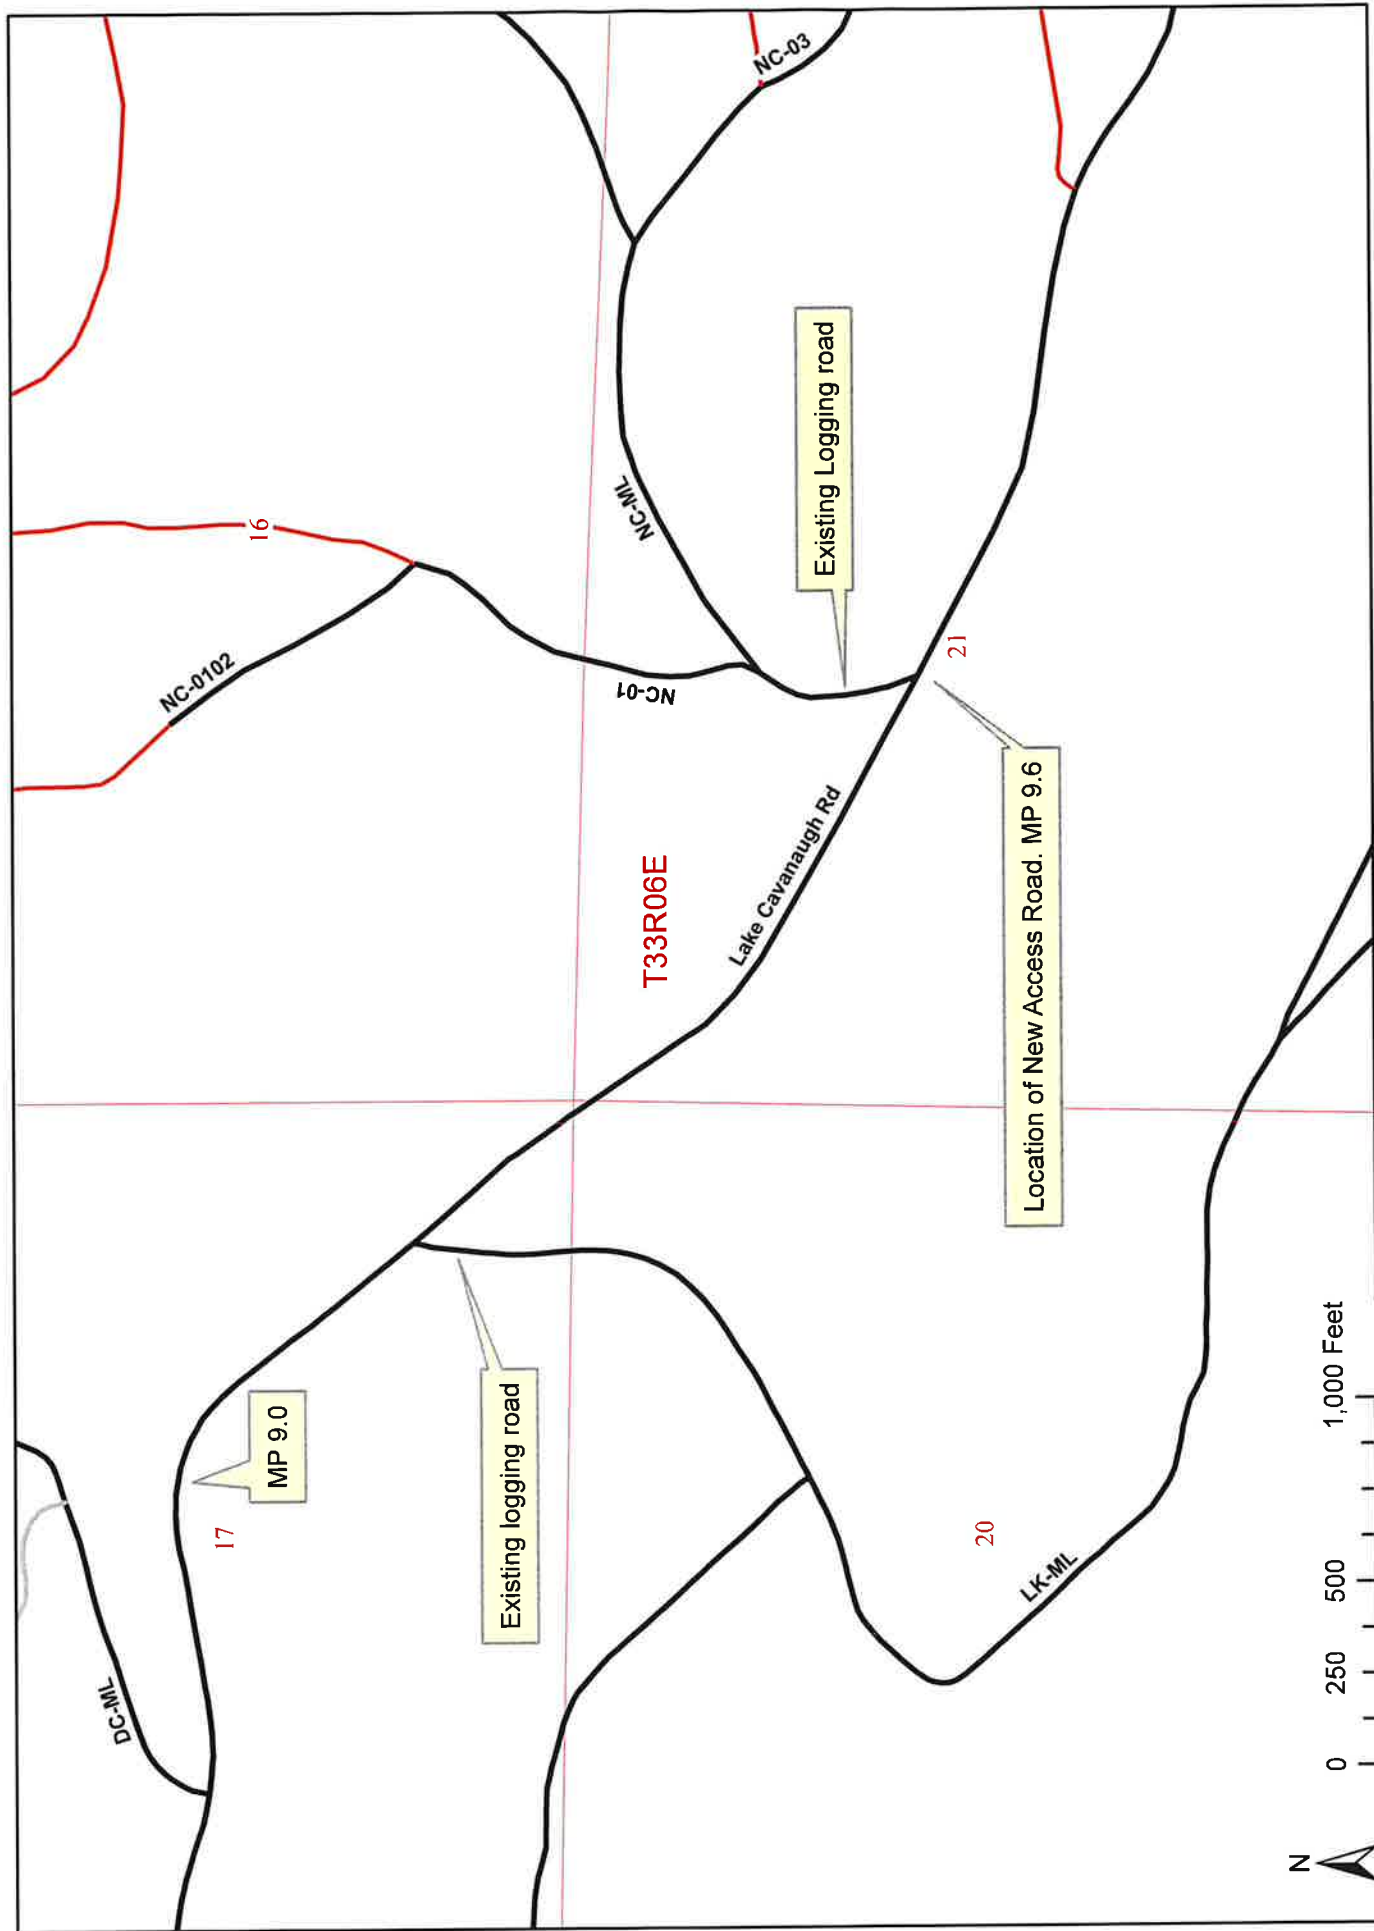 DC-ML
MP 9.0
17
NC-0102
16
Existing logging road
NC-01
NC-ML
NC-03
T33R06E
Lake Cavanaugh Rd
Existing Logging road
21
20
LK-ML
Location of New Access Road. MP 9.6
N
0 250 500 1,000 Feet